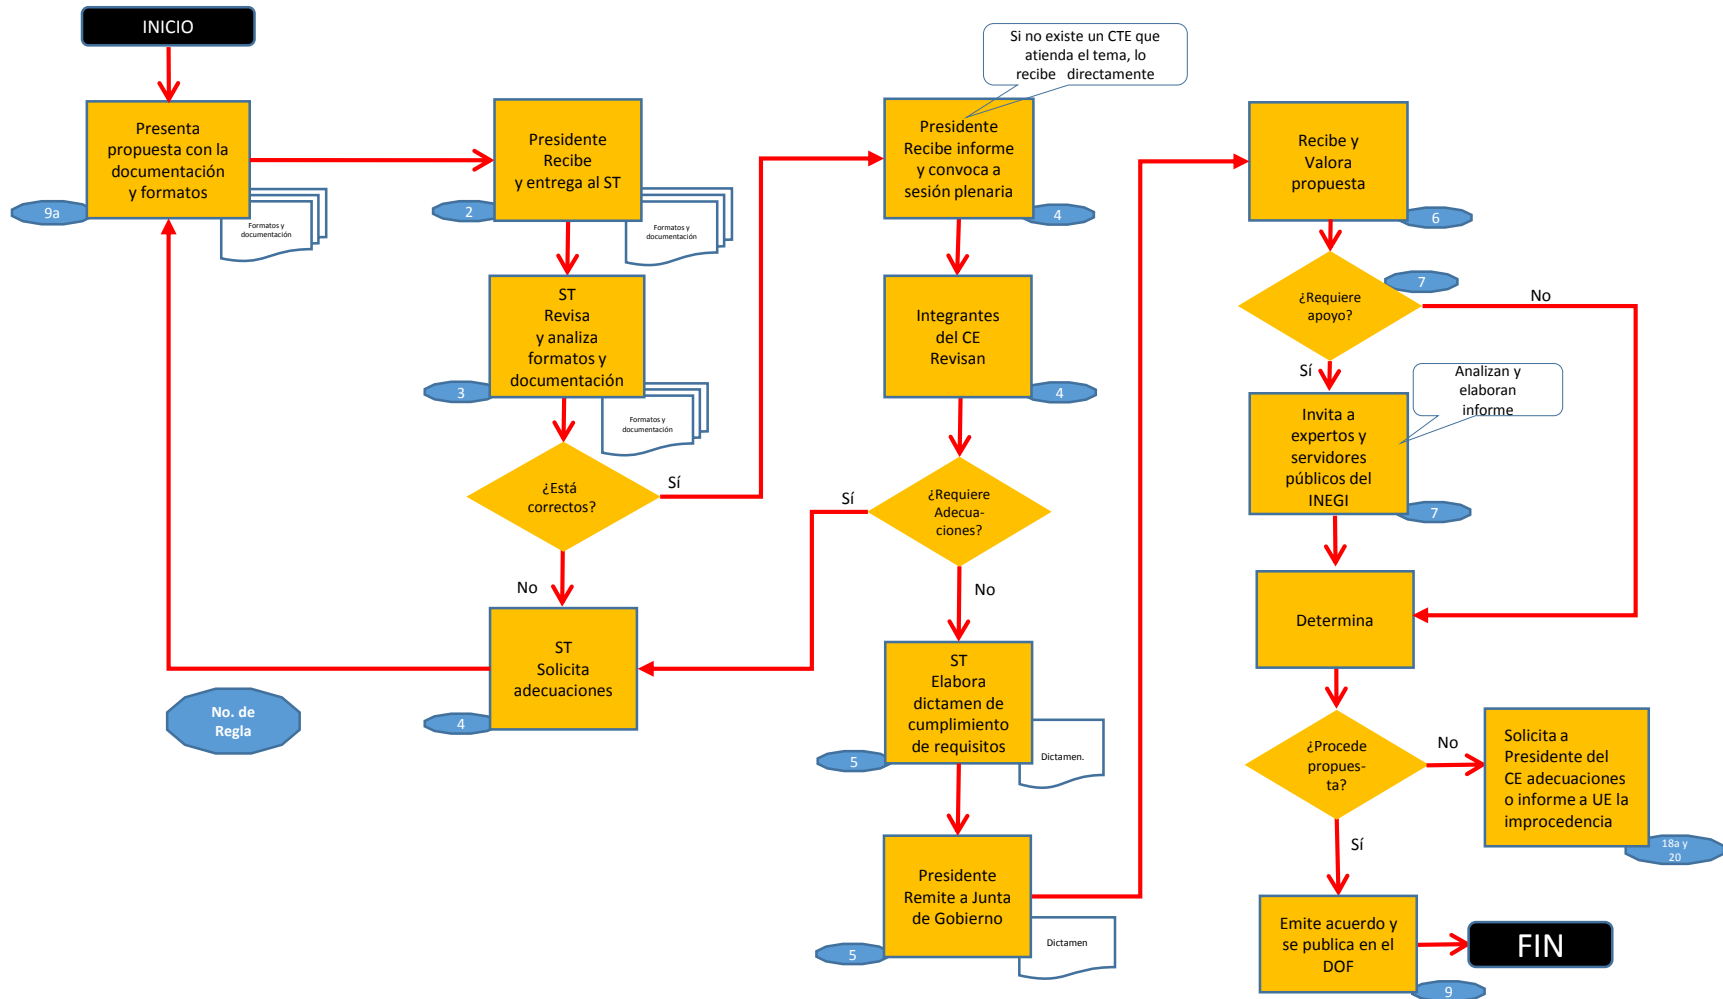 INICIO
Presenta
propuesta con la
documentación
y formatos
9a
Formatos y
documentación
No. de
Regla
Presidente
Recibe
y entrega al ST
2
Formatos y
documentación
ST
Revisa
y analiza
formatos y
documentación
3
Formatos y
documentación
¿Está
correctos?
Sí
No
ST
Solicita
adecuaciones
4
Si no existe un CTE que
atienda el tema, lo
recibe directamente
Presidente
Recibe informe
y convoca a
sesión plenaria
4
Integrantes
del CE
Revisan
4
¿Requiere
Adecua-
ciones?
Sí
No
ST
Elabora
dictamen de
cumplimiento
de requisitos
5
Dictamen.
Presidente
Remite a Junta
de Gobierno
5
Dictamen
Recibe y
Valora
propuesta
6
¿Requiere
apoyo?
7
No
Sí
Analizan y
elaboran
informe
Invita a
expertos y
servidores
públicos del
INEGI
7
Determina
¿Procede
propues-
ta?
No
Solicita a
Presidente del
CE adecuaciones
o informe a UE la
improcedencia
18a y
20
Sí
Emite acuerdo y
se publica en el
DOF
9
FIN